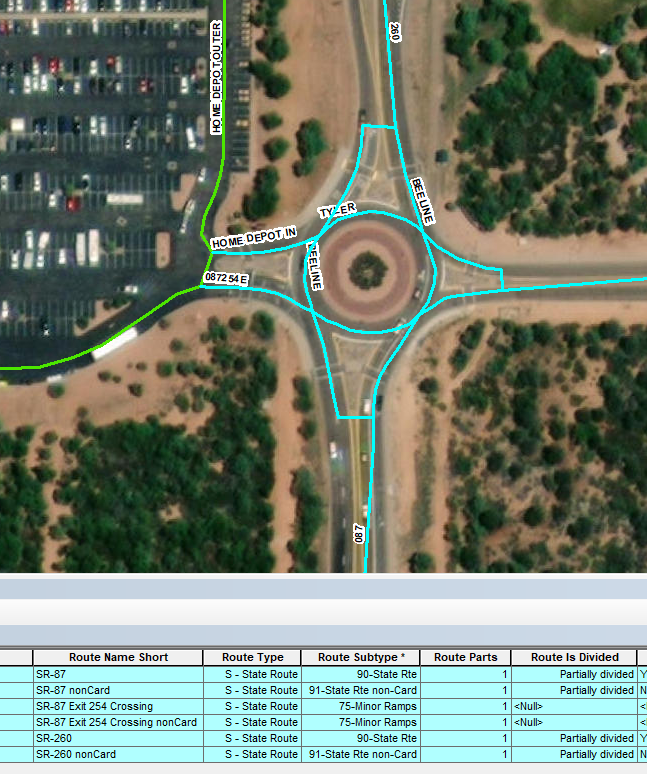 260
HOME DEPOT OUTER
BEELINE
TYLER
HOME DEPOT IN
BEELINE
087254E
087
Route Name Short Route Type Route Subtype * Route Parts Route Is Divided
SR-87 S - State Route 90-State Rte 1 Partially divided Y
SR-87 nonCard S - State Route 91-State Rte non-Card 1 Partially divided N
SR-87 Exit 254 Crossing S - State Route 75-Minor Ramps 1 <Null> <
SR-87 Exit 254 Crossing nonCard S - State Route 75-Minor Ramps 1 <Null> <
SR-260 S - State Route 90-State Rte 1 Partially divided Y
SR-260 nonCard S - State Route 91-State Rte non-Card 1 Partially divided N